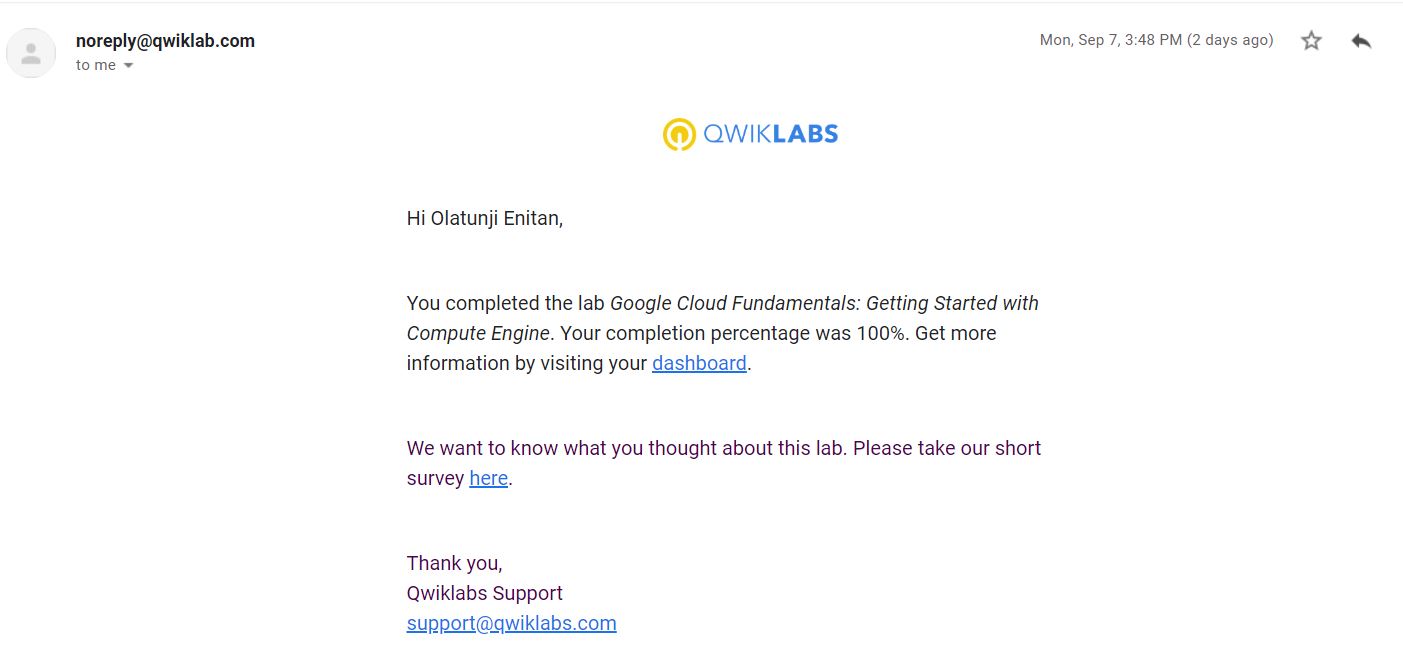 noreply@qwiklab.com
Mon, Sep 7, 3:48 PM (2 days ago)
to me
QWIKLABS
Hi Olatunji Enitan,
You completed the lab Google Cloud Fundamentals: Getting Started with
Compute Engine. Your completion percentage was 100%. Get more
information by visiting your dashboard.
We want to know what you thought about this lab. Please take our short
survey here.
Thank you,
Qwiklabs Support
support@qwiklabs.com